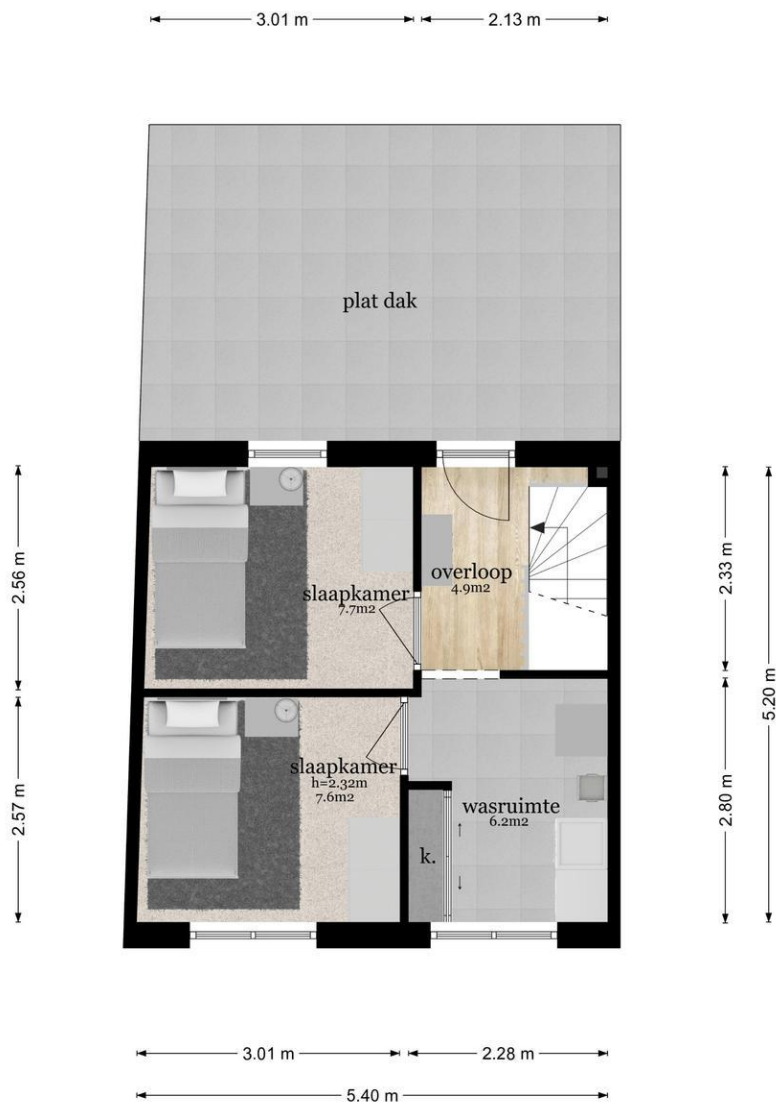 3.01 m
2.13 m
plat dak
2.56 m
2.33 m
overloop
4.9m2
slaapkamer
7.7m2
5.20 m
2.57 m
2.80 m
slaapkamer
h=2.32m
7.6m2
wasruimte
6.2m2
k.
3.01 m
2.28 m
5.40 m